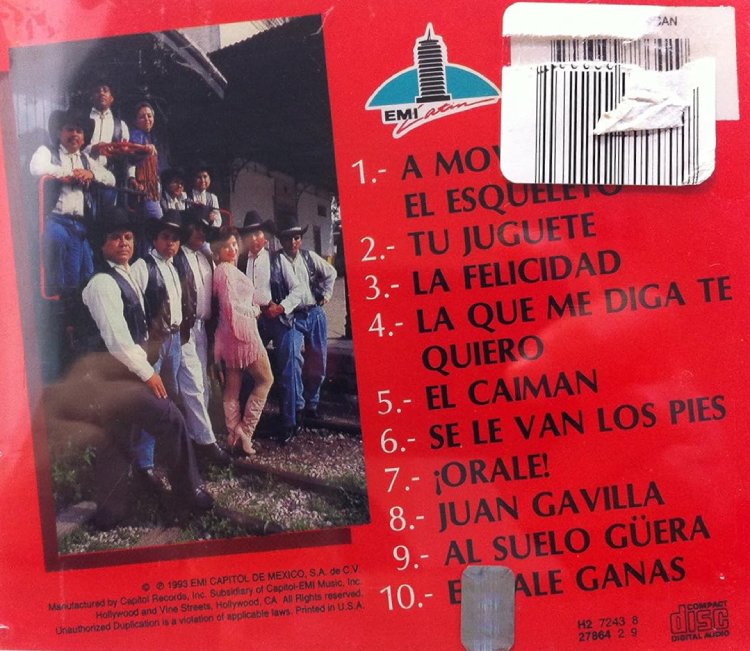 EMI
Latin
1.- A
EL ESQUELETO
2.- TU JUGUETE
3.- LA FELICIDAD
4.- LA QUE ME DIGA TE
QUIERO
5.- EL CAIMAN
6.- SE LE VAN LOS PIES
7.- ¡ORALE!
8.- JUAN GAVILLA
9.- AL SUELO GÜERA
10.- GANAS
© ℗ 1993 EMI CAPITOL DE MEXICO, S.A. de C.V.
Manufactured by Capitol Records, Inc. Subsidiary of Capitol-EMI Music, Inc.
Hollywood and Vine Streets, Hollywood, CA. All Rights reserved.
Unauthorized Duplication is a violation of applicable laws. Printed in U.S.A.
H2 7243 8
27864 2 9
COMPACT
disc
DIGITAL AUDIO